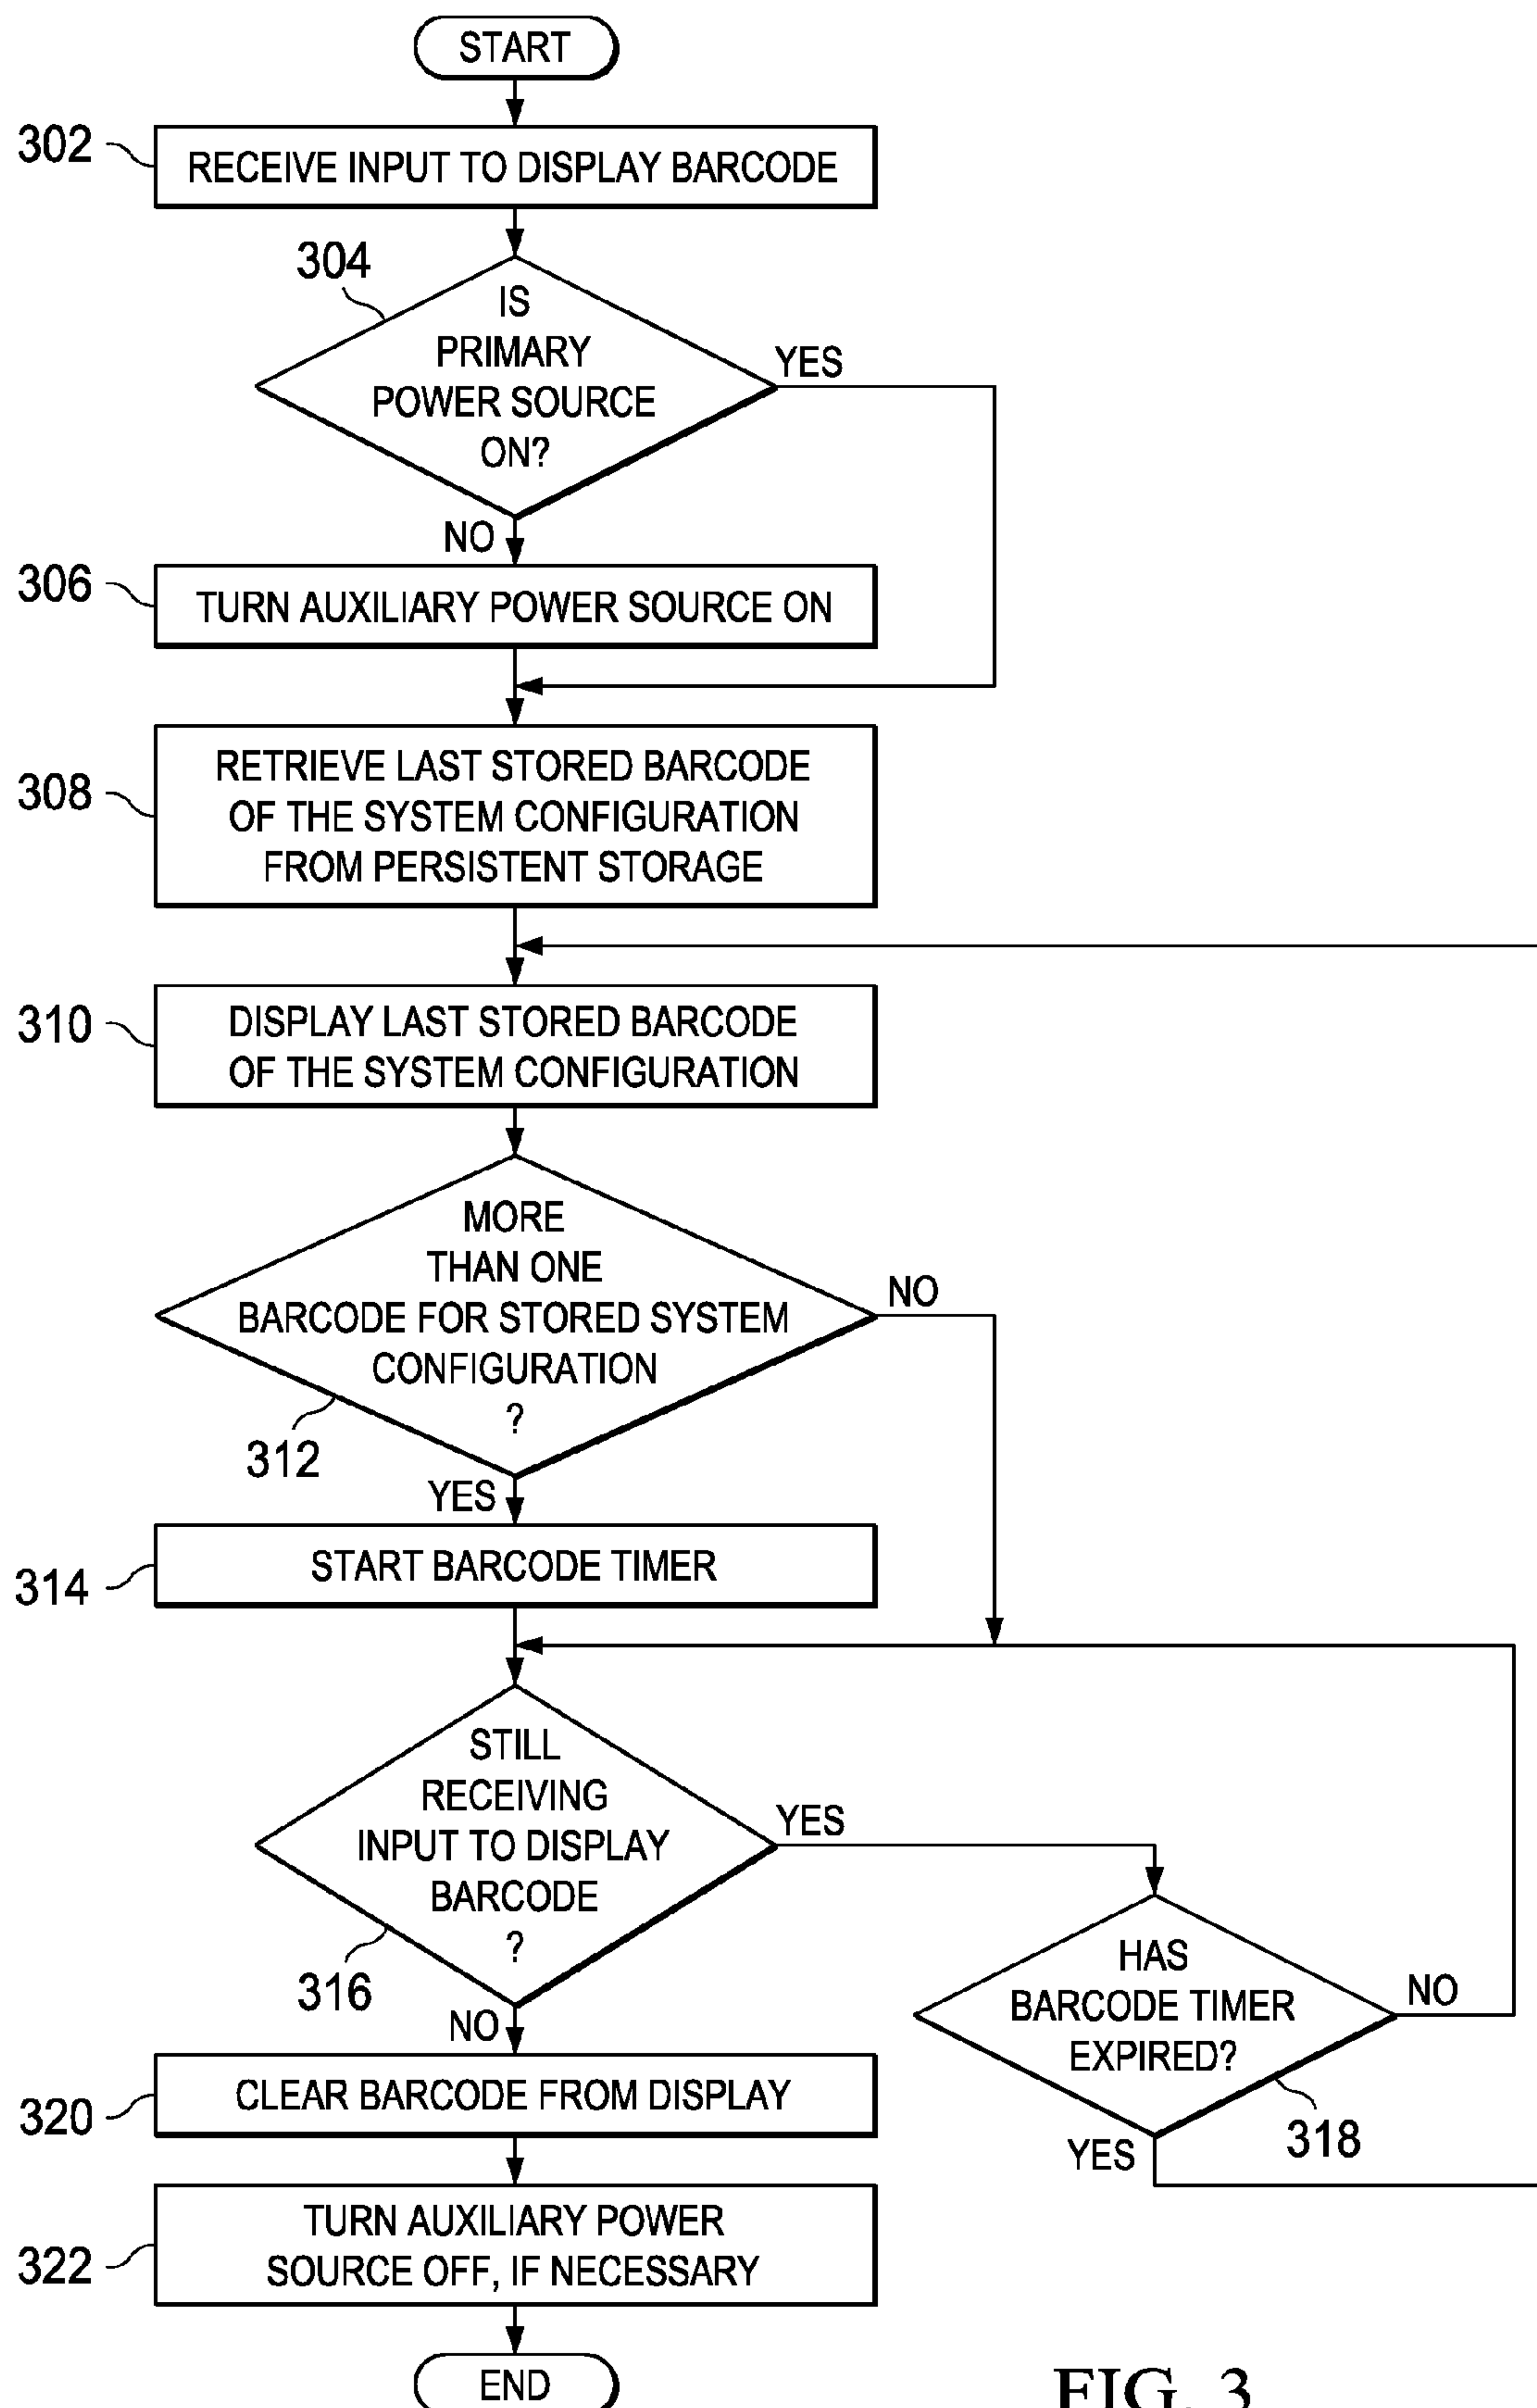 START
302
RECEIVE INPUT TO DISPLAY BARCODE
304
IS
PRIMARY
POWER SOURCE
ON?
YES
NO
306
TURN AUXILIARY POWER SOURCE ON
308
RETRIEVE LAST STORED BARCODE
OF THE SYSTEM CONFIGURATION
FROM PERSISTENT STORAGE
310
DISPLAY LAST STORED BARCODE
OF THE SYSTEM CONFIGURATION
MORE
THAN ONE
BARCODE FOR STORED SYSTEM
CONFIGURATION
?
NO
312
YES
314
START BARCODE TIMER
STILL
RECEIVING
INPUT TO DISPLAY
BARCODE
?
YES
316
NO
HAS
BARCODE TIMER
EXPIRED?
NO
318
YES
320
CLEAR BARCODE FROM DISPLAY
322
TURN AUXILIARY POWER
SOURCE OFF, IF NECESSARY
END
FIG. 3